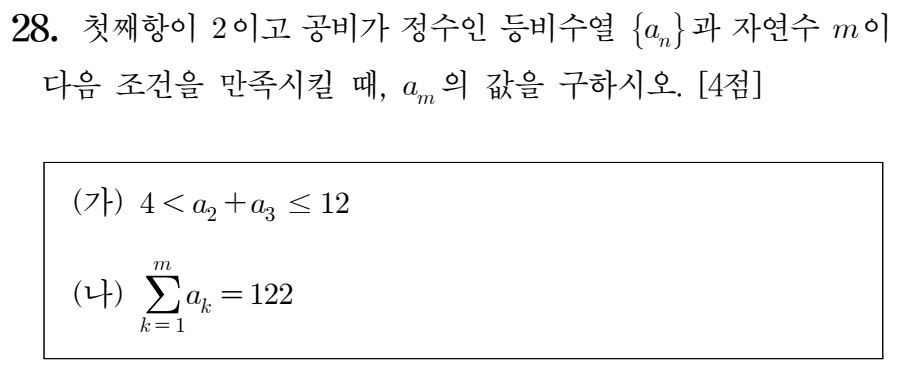 28. 첫째항이 2이고 공비가 정수인 등비수열 {aₙ}과 자연수 m이
다음 조건을 만족시킬 때, aₘ의 값을 구하시오. [4점]
(가) 4 < a₂ + a₃ ≤ 12
(나) ∑_{k=1}^{m} aₖ = 122